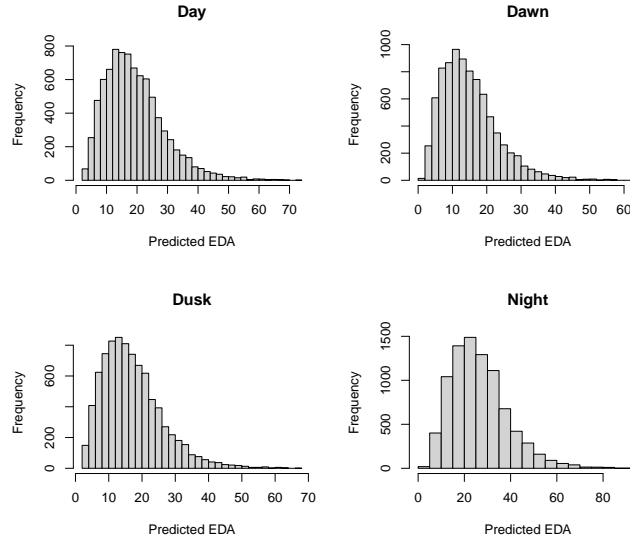 Day
Frequency
0 200 400 600 800
0 10 20 30 40 50 60 70
Predicted EDA
Dawn
Frequency
0 200 600 1000
0 10 20 30 40 50 60
Predicted EDA
Dusk
Frequency
0 200 600
0 10 20 30 40 50 60 70
Predicted EDA
Night
Frequency
0 500 1000 1500
0 20 40 60 80
Predicted EDA